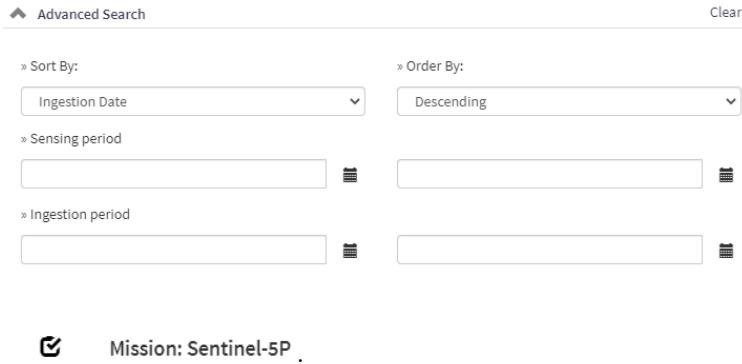 Advanced Search Clear
» Sort By: » Order By:
Ingestion Date Descending
» Sensing period
» Ingestion period
Mission: Sentinel-5P .